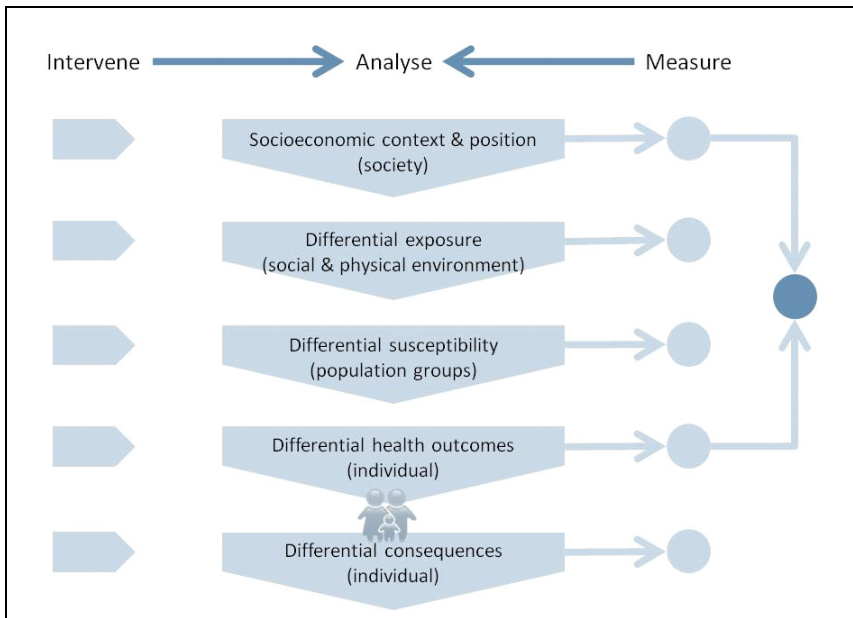 Intervene
Analyse
Measure
Socioeconomic context & position
(society)
Differential exposure
(social & physical environment)
Differential susceptibility
(population groups)
Differential health outcomes
(individual)
Differential consequences
(individual)